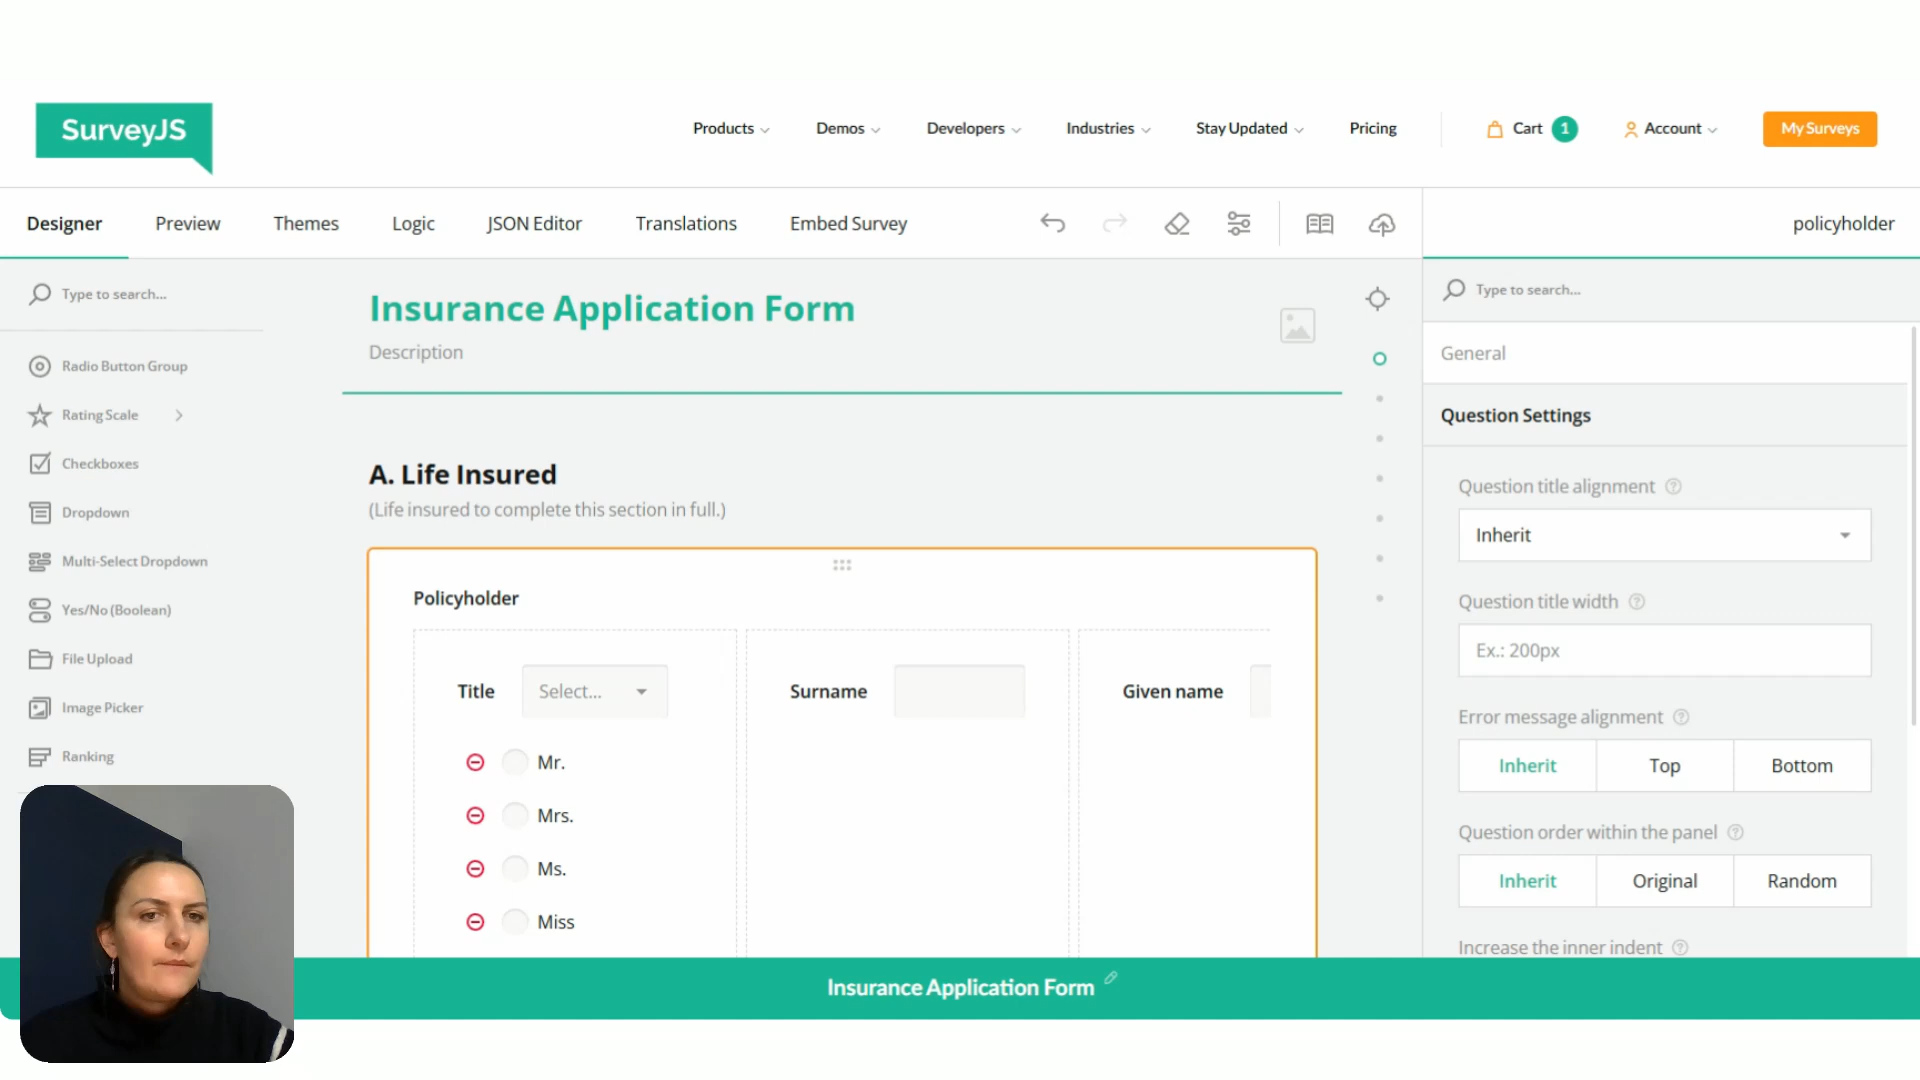 SurveyJS
Products
Demos
Developers
Industries
Stay Updated
Pricing
Cart 1
Account
My Surveys
Designer
Preview
Themes
Logic
JSON Editor
Translations
Embed Survey
policyholder
Type to search...
Radio Button Group
Rating Scale
Checkboxes
Dropdown
Multi-Select Dropdown
Yes/No (Boolean)
File Upload
Image Picker
Ranking
Insurance Application Form
Description
A. Life Insured
(Life insured to complete this section in full.)
Policyholder
Title
Select...
Surname
Given name
Mr.
Mrs.
Ms.
Miss
Type to search...
General
Question Settings
Question title alignment
Inherit
Question title width
Ex.: 200px
Error message alignment
Inherit
Top
Bottom
Question order within the panel
Inherit
Original
Random
Increase the inner indent
Insurance Application Form